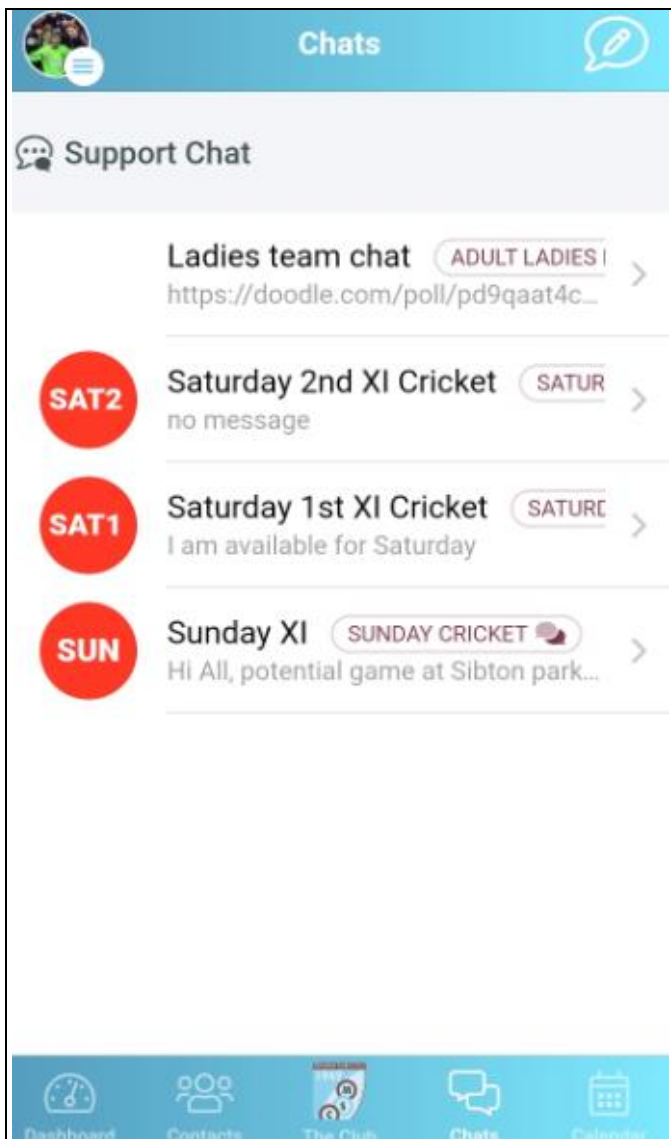 Chats
Support Chat
Ladies team chat ADULT LADIES
https://doodle.com/poll/pd9qaat4c...
SAT2
Saturday 2nd XI Cricket SATUR
no message
SAT1
Saturday 1st XI Cricket SATURD
I am available for Saturday
SUN
Sunday XI SUNDAY CRICKET
Hi All, potential game at Sibton park...
Dashboard Contacts The Club Chats Calendar